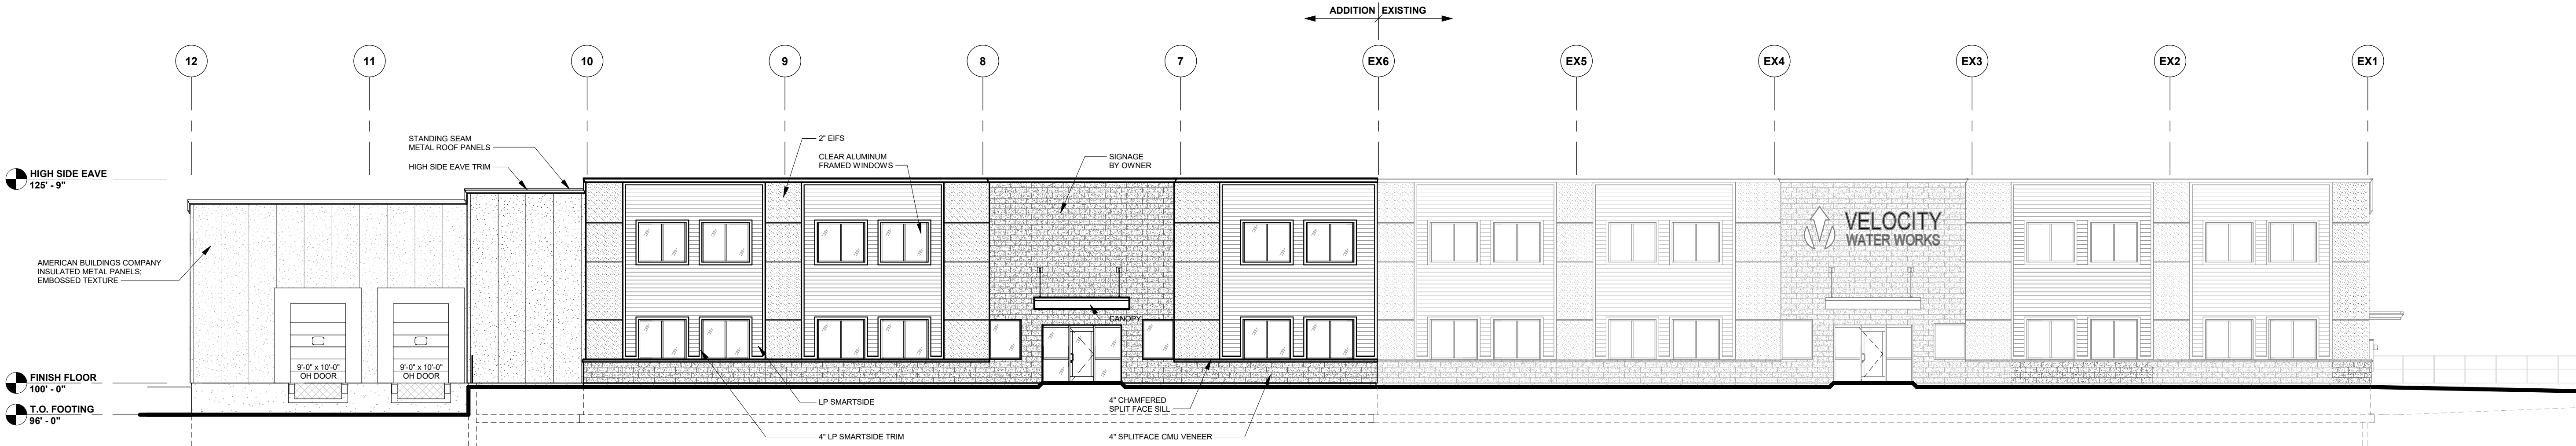 ADDITION EXISTING
12 11 10 9 8 7 EX6 EX5 EX4 EX3 EX2 EX1
STANDING SEAM
METAL ROOF PANELS
HIGH SIDE EAVE TRIM
2" EIFS
CLEAR ALUMINUM
FRAMED WINDOWS
SIGNAGE
BY OWNER
HIGH SIDE EAVE
125' - 9"
VELOCITY
WATER WORKS
AMERICAN BUILDINGS COMPANY
INSULATED METAL PANELS;
EMBOSSED TEXTURE
CANOPY
9'-0" x 10'-0"
OH DOOR
9'-0" x 10'-0"
OH DOOR
FINISH FLOOR
100' - 0"
T.O. FOOTING
96' - 0"
LP SMARTSIDE
4" LP SMARTSIDE TRIM
4" CHAMFERED
SPLIT FACE SILL
4" SPLITFACE CMU VENEER